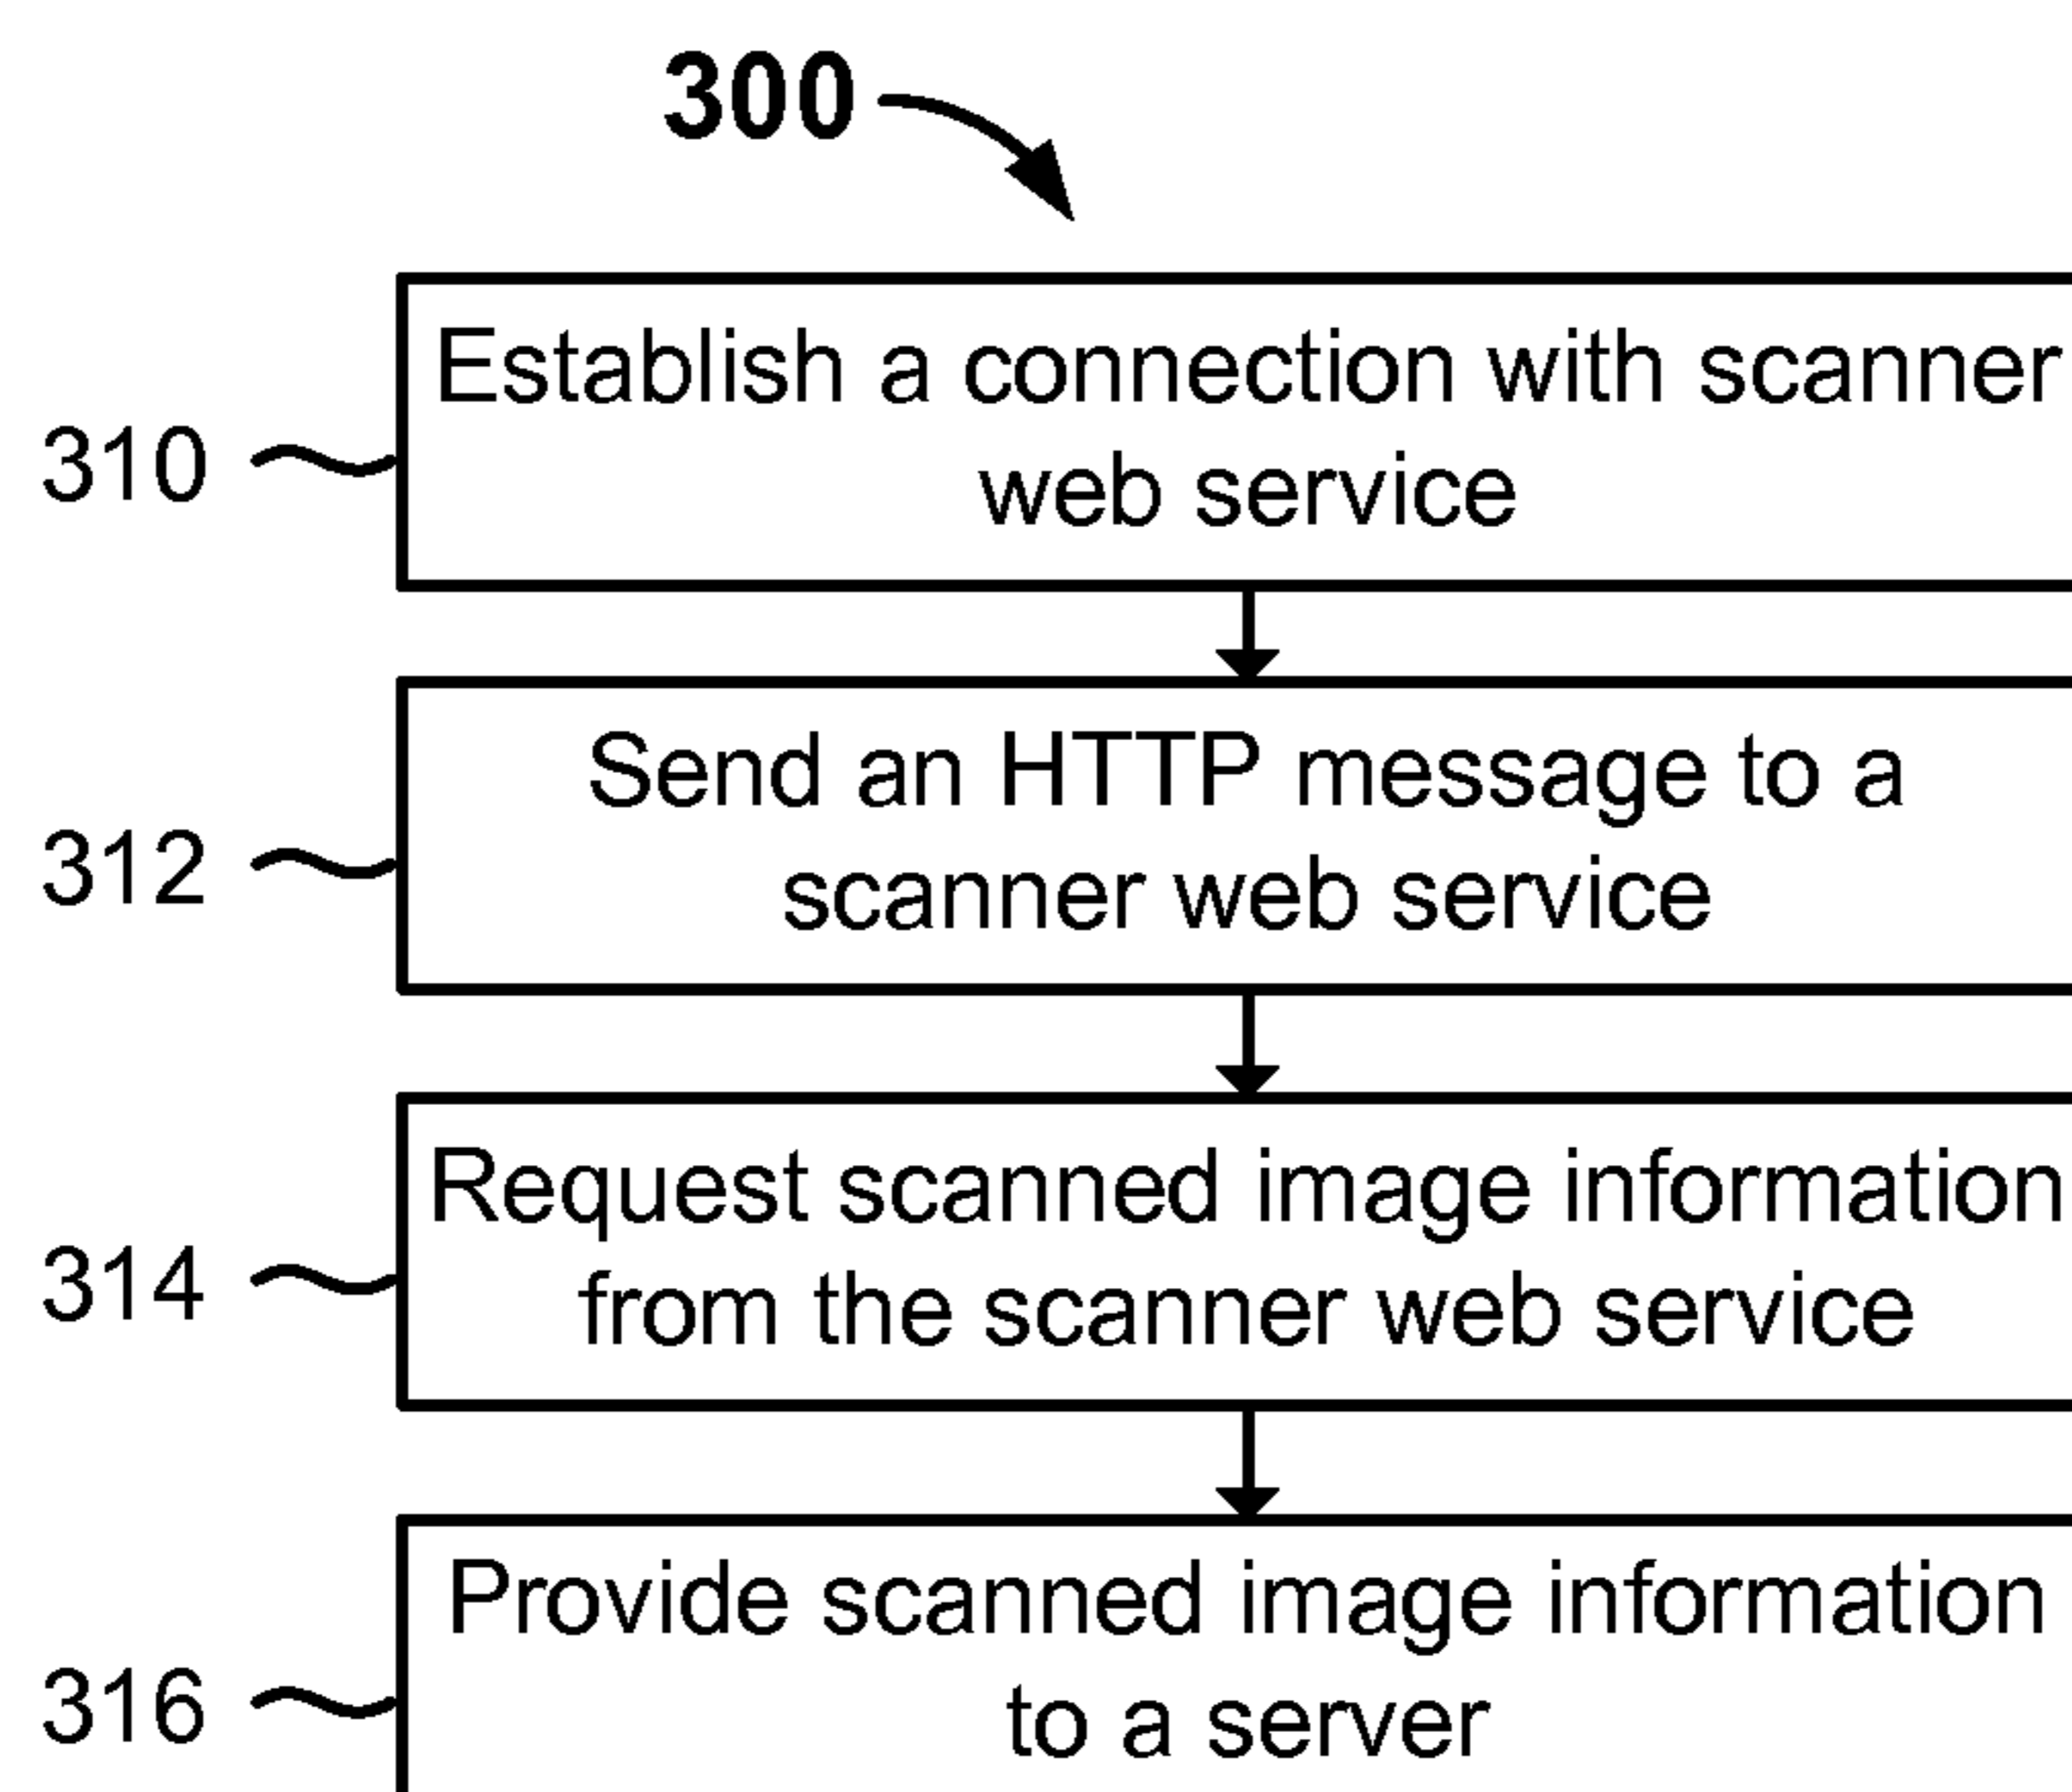 300
Establish a connection with scanner
web service
310
Send an HTTP message to a
scanner web service
312
Request scanned image information
from the scanner web service
314
Provide scanned image information
to a server
316